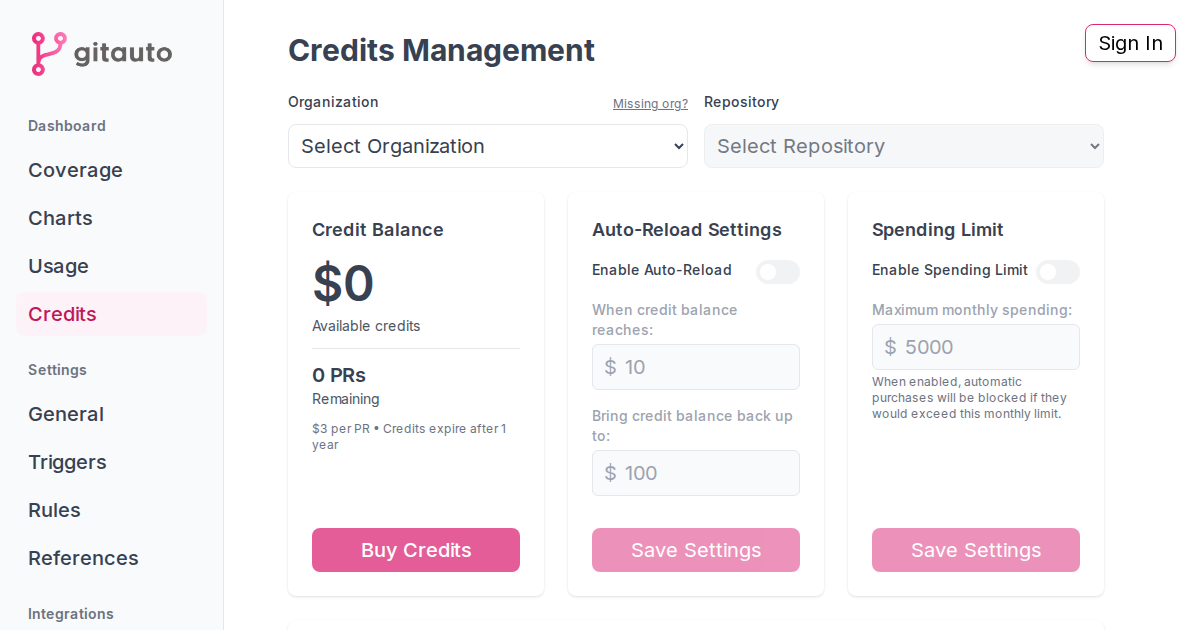 gitauto
Dashboard
Coverage
Charts
Usage
Credits
Settings
General
Triggers
Rules
References
Integrations
Credits Management
Sign In
Organization
Missing org?
Select Organization
Repository
Select Repository
Credit Balance
$0
Available credits
0 PRs
Remaining
$3 per PR • Credits expire after 1
year
Buy Credits
Auto-Reload Settings
Enable Auto-Reload
When credit balance
reaches:
$ 10
Bring credit balance back up
to:
$ 100
Save Settings
Spending Limit
Enable Spending Limit
Maximum monthly spending:
$ 5000
When enabled, automatic
purchases will be blocked if they
would exceed this monthly limit.
Save Settings